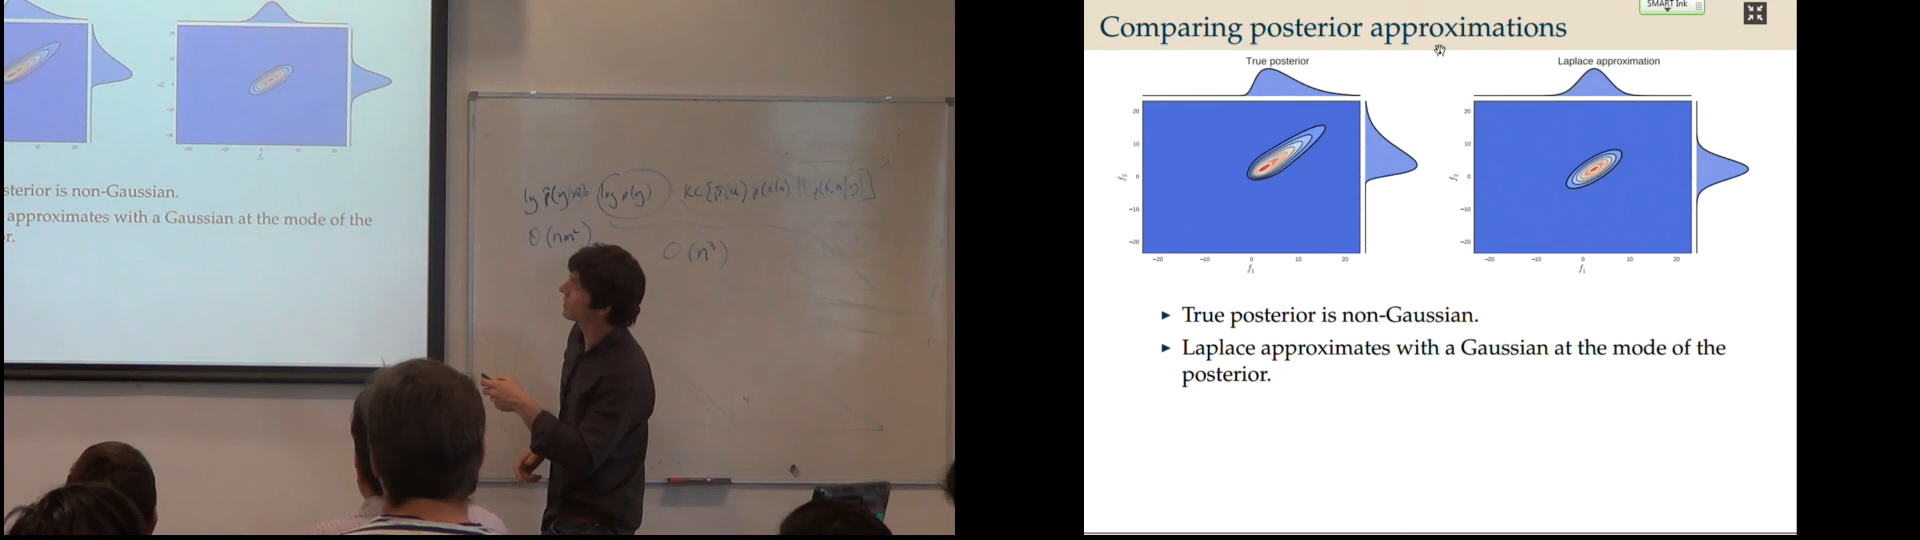 sterior is non-Gaussian.
approximates with a Gaussian at the mode of the
r.
O(nm²)
O(n³)
SMART Ink
Comparing posterior approximations
True posterior
Laplace approximation
20
10
0
−10
−20
f₂
−20
−10
0
10
20
f₁
20
10
0
−10
−20
f₂
−20
−10
0
10
20
f₁
► True posterior is non-Gaussian.
► Laplace approximates with a Gaussian at the mode of the
posterior.